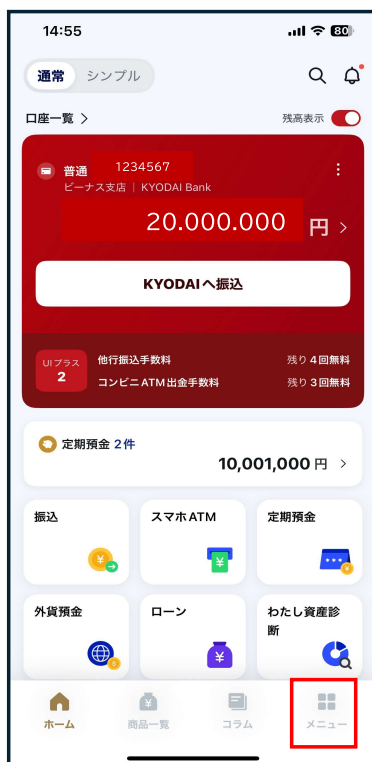 14:55
80
通常 シンプル
口座一覧 >
残高表示
普通 1234567
ビーナス支店 | KYODAI Bank
20.000.000 円 >
KYODAIへ振込
UIプラス
2
他行振込手数料 残り4回無料
コンビニATM出金手数料 残り3回無料
定期預金 2件
10,001,000 円 >
振込 スマホATM 定期預金
外貨預金 ローン わたし資産診
断
ホーム 商品一覧 コラム メニュー